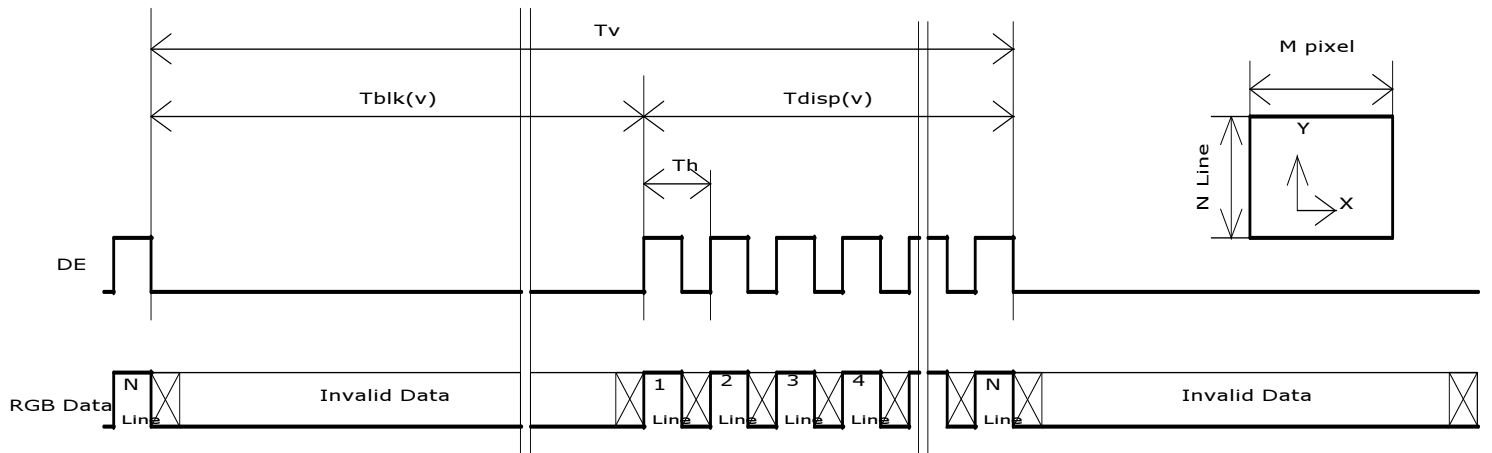 Tv
M pixel
Tblk(v)
Tdisp(v)
Th
N Line
Y
X
DE
RGB Data
N
Line
Invalid Data
1
Line
2
Line
3
Line
4
Line
N
Line
Invalid Data